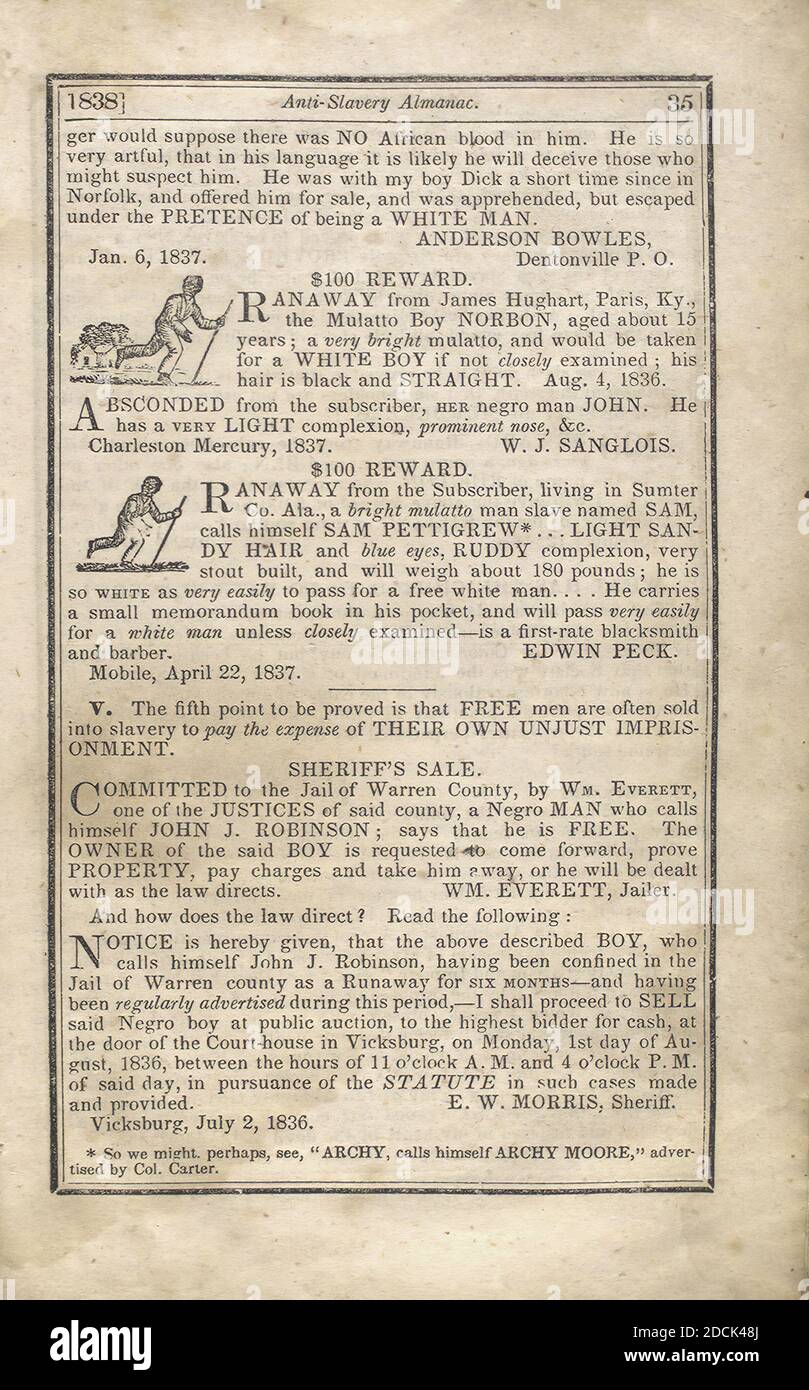 1838] Anti-Slavery Almanac. 35
ger would suppose there was NO African blood in him. He is so
very artful, that in his language it is likely he will deceive those who
might suspect him. He was with my boy Dick a short time since in
Norfolk, and offered him for sale, and was apprehended, but escaped
under the PRETENCE of being a WHITE MAN.
ANDERSON BOWLES,
Jan. 6, 1837. Dentonville P. O.
$100 REWARD.
RANAWAY from James Hughart, Paris, Ky.,
the Mulatto Boy NORBON, aged about 15
years; a very bright mulatto, and would be taken
for a WHITE BOY if not closely examined; his
hair is black and STRAIGHT. Aug. 4, 1836.
ABSCONDED from the subscriber, HER negro man JOHN. He
has a VERY LIGHT complexion, prominent nose, &c.
Charleston Mercury, 1837. W. J. SANGLOIS.
$100 REWARD.
RANAWAY from the Subscriber, living in Sumter
Co. Ala., a bright mulatto man slave named SAM,
calls himself SAM PETTIGREW*... LIGHT SAN-
DY HAIR and blue eyes, RUDDY complexion, very
stout built, and will weigh about 180 pounds; he is
so WHITE as very easily to pass for a free white man.... He carries
a small memorandum book in his pocket, and will pass very easily
for a white man unless closely examined—is a first-rate blacksmith
and barber. EDWIN PECK.
Mobile, April 22, 1837.
V. The fifth point to be proved is that FREE men are often sold
into slavery to pay the expense of THEIR OWN UNJUST IMPRIS-
ONMENT.
SHERIFF'S SALE.
COMMITTED to the Jail of Warren County, by WM. EVERETT,
one of the JUSTICES of said county, a Negro MAN who calls
himself JOHN J. ROBINSON; says that he is FREE. The
OWNER of the said BOY is requested to come forward, prove
PROPERTY, pay charges and take him away, or he will be dealt
with as the law directs. WM. EVERETT, Jailer.
And how does the law direct? Read the following:
NOTICE is hereby given, that the above described BOY, who
calls himself John J. Robinson, having been confined in the
Jail of Warren county as a Runaway for SIX MONTHS—and having
been regularly advertised during this period,—I shall proceed to SELL
said Negro boy at public auction, to the highest bidder for cash, at
the door of the Court-house in Vicksburg, on Monday, 1st day of Au-
gust, 1836, between the hours of 11 o'clock A. M. and 4 o'clock P. M.
of said day, in pursuance of the STATUTE in such cases made
and provided. E. W. MORRIS, Sheriff.
Vicksburg, July 2, 1836.
* So we might, perhaps, see, "ARCHY, calls himself ARCHY MOORE," adver-
tised by Col. Carter.
alamy
Image ID: 2DCK48J
www.alamy.com